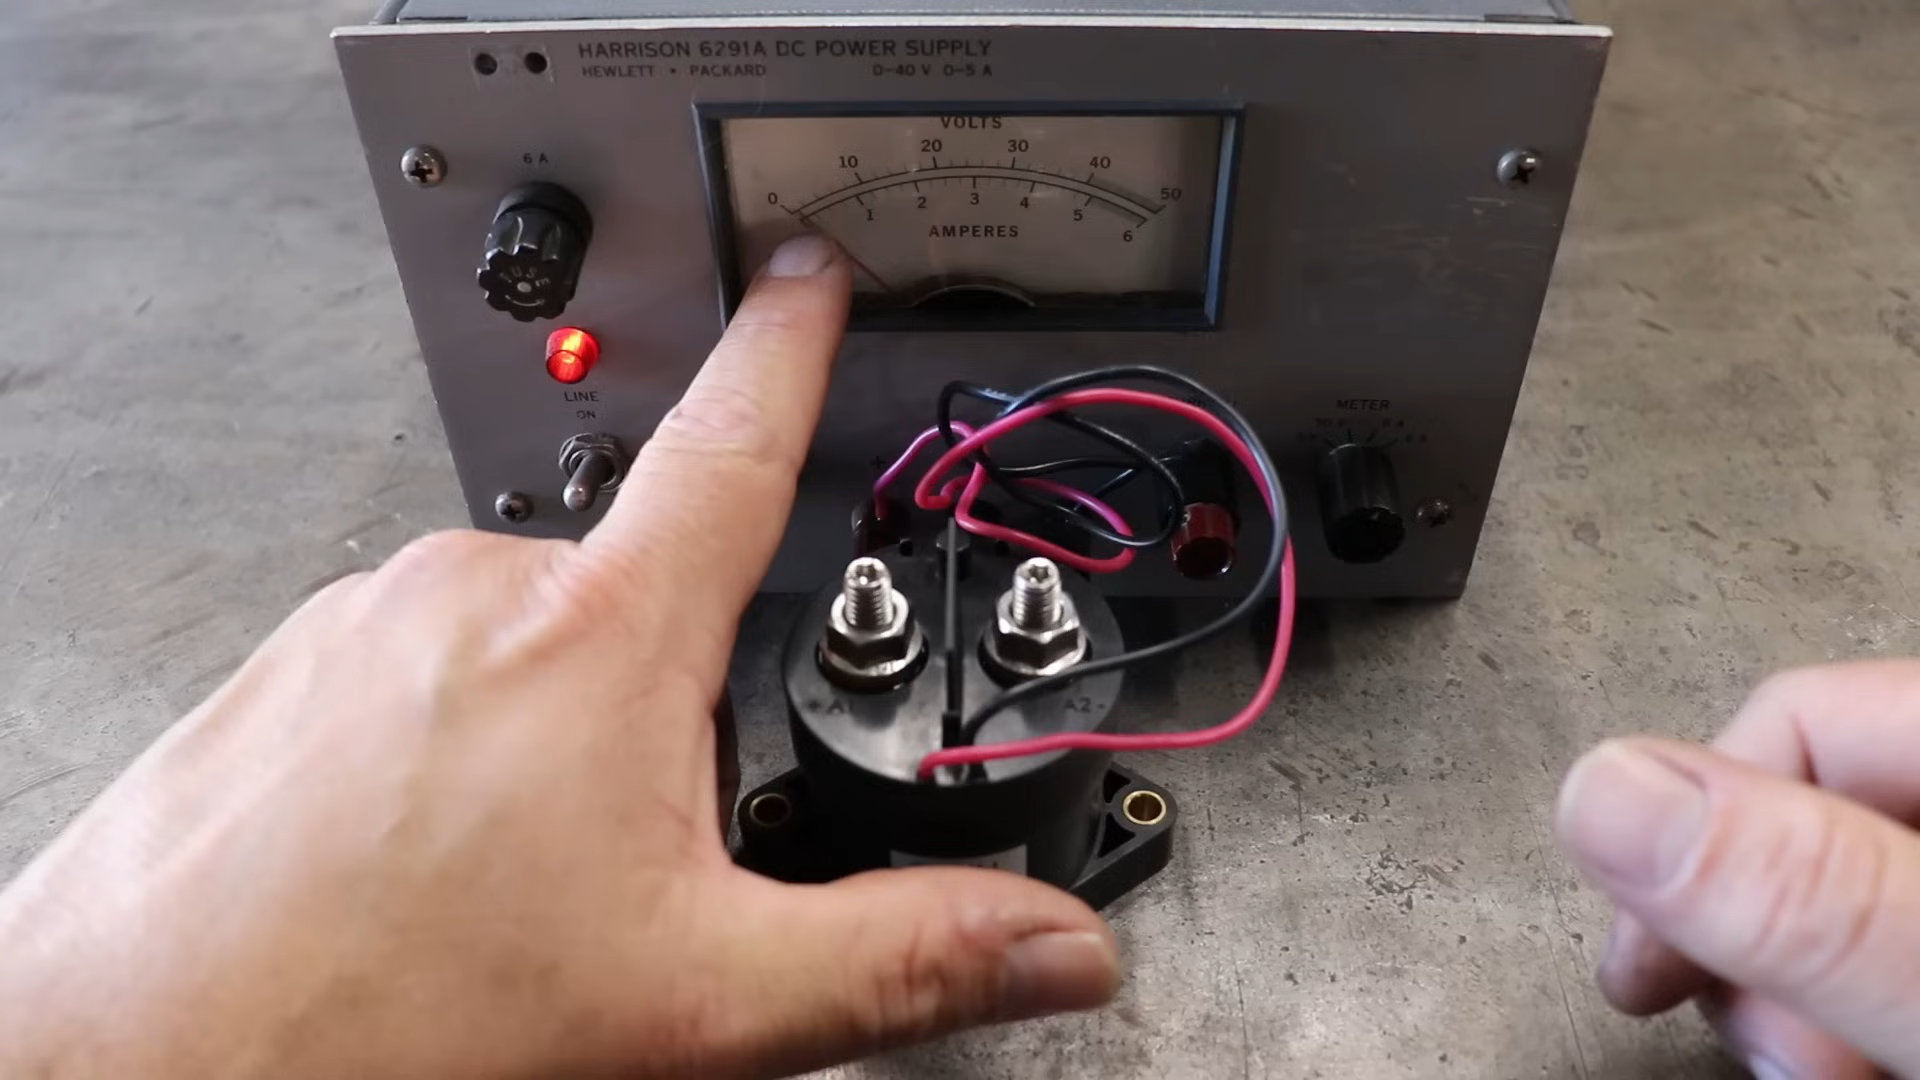 HARRISON 6291A DC POWER SUPPLY
HEWLETT • PACKARD 0-40 V 0-5 A
VOLTS
0 10 20 30 40 50
1 2 3 4 5 6
AMPERES
6 A
FUSE
LINE
ON
METER
+
+ A1
A2 -